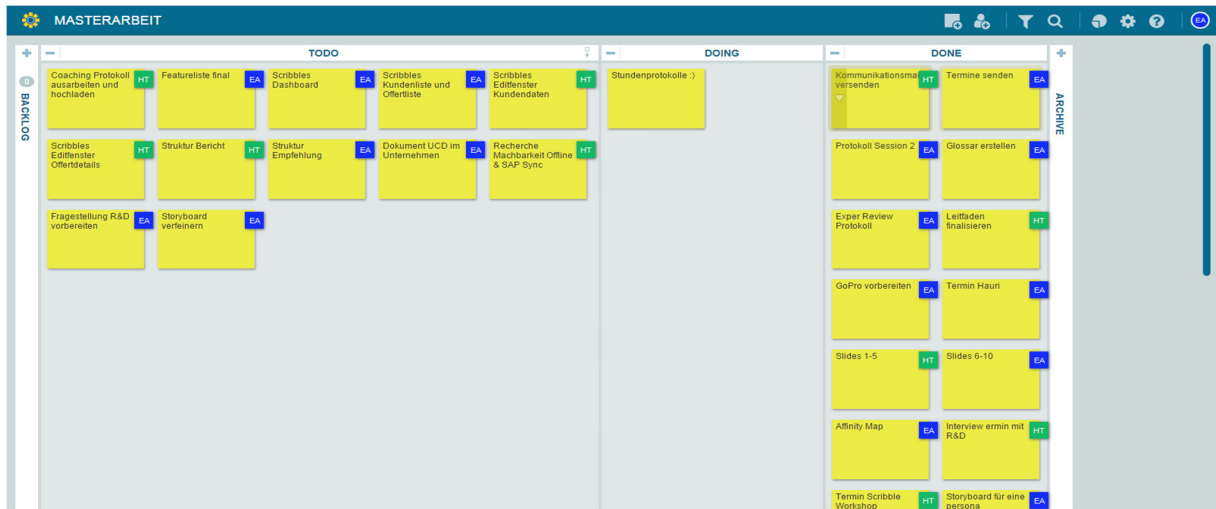 MASTERARBEIT
EA
TODO
DOING
DONE
0
BACKLOG
Coaching Protokoll
ausarbeiten und
hochladen
HT
Featureliste final
EA
Scribbles
Dashboard
EA
Scribbles
Kundenliste und
Offertliste
EA
Scribbles
Editfenster
Kundendaten
HT
Scribbles
Editfenster
Offertdetails
HT
Struktur Bericht
HT
Struktur
Empfehlung
EA
Dokument UCD im
Unternehmen
EA
Recherche
Machbarkeit Offline
& SAP Sync
HT
Fragestellung R&D
vorbereiten
EA
Storyboard
verfeinern
EA
Stundenprotokolle :)
Kommunikationsma
versenden
HT
Termine senden
EA
Protokoll Session 2
EA
Glossar erstellen
EA
Exper Review
Protokoll
EA
Leitfaden
finalisieren
HT
GoPro vorbereiten
EA
Termin Hauri
EA
Slides 1-5
HT
Slides 6-10
EA
Affinity Map
EA
Interview ermin mit
R&D
HT
Termin Scribble
Workshop
HT
Storyboard für eine
persona
EA
ARCHIVE